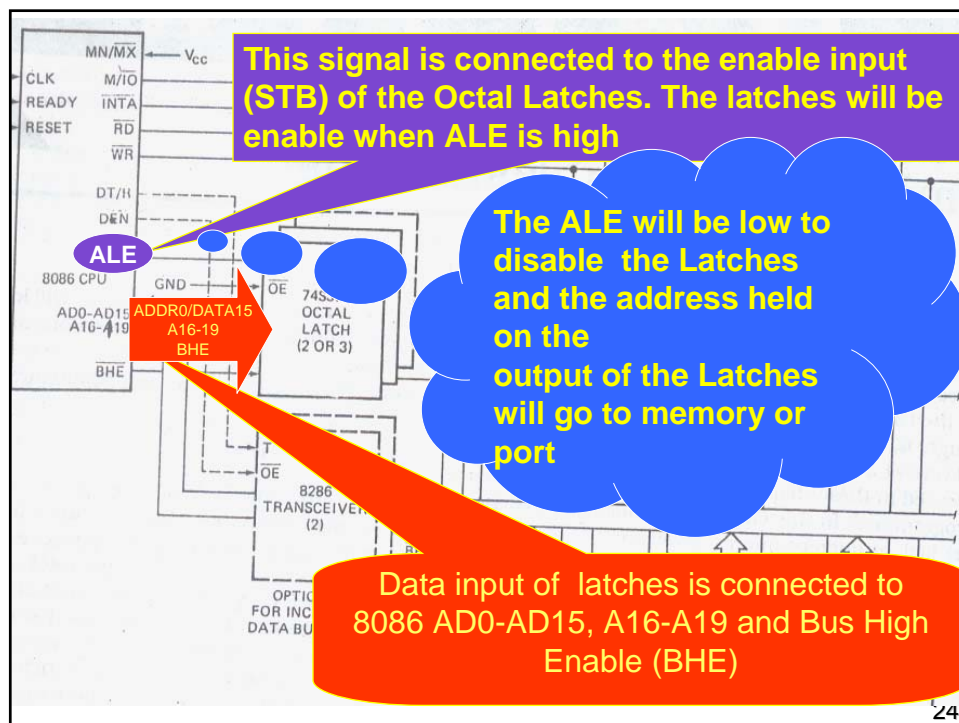 This signal is connected to the enable input
(STB) of the Octal Latches. The latches will be
enable when ALE is high
MN/MX
Vcc
CLK
M/IO
READY
INTA
RESET
RD
WR
DT/R
DEN
ALE
8086 CPU
GND
OE
OCTAL
LATCH
(2 OR 3)
AD0-AD15
A16-A19
BHE
ADDR0/DATA15
A16-19
BHE
The ALE will be low to
disable the Latches
and the address held
on the
output of the Latches
will go to memory or
port
T
OE
8286
TRANSCEIVER
(2)
Data input of latches is connected to
8086 AD0-AD15, A16-A19 and Bus High
Enable (BHE)
24